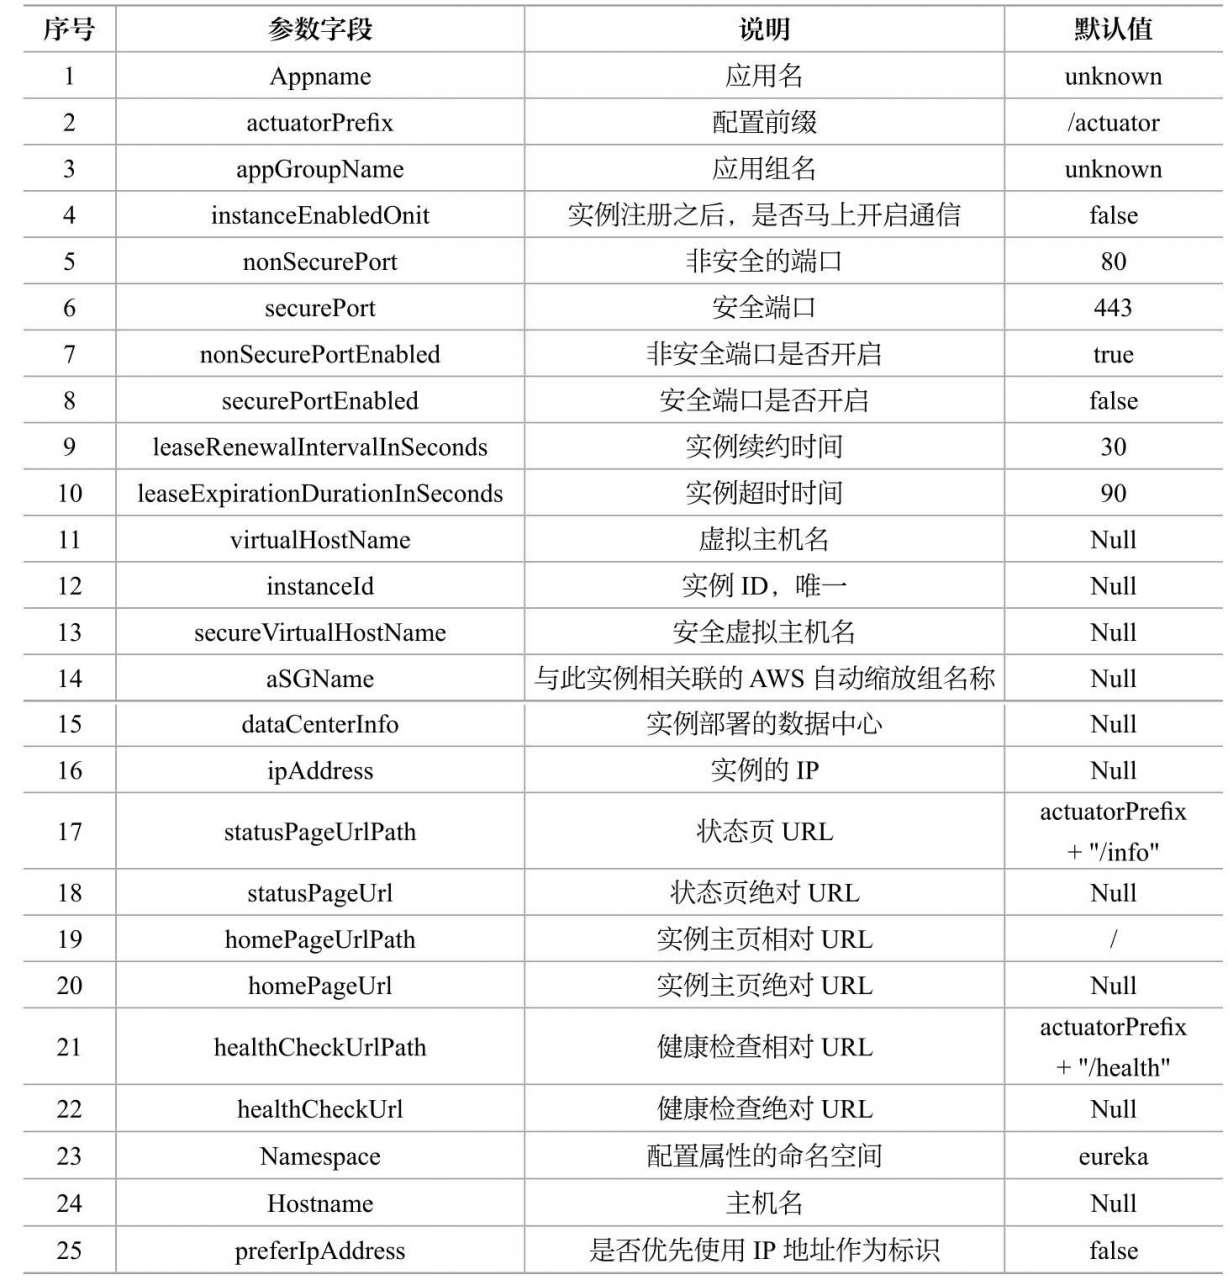 序号 参数字段 说明 默认值
1 Appname 应用名 unknown
2 actuatorPrefix 配置前缀 /actuator
3 appGroupName 应用组名 unknown
4 instanceEnabledOnit 实例注册之后，是否马上开启通信 false
5 nonSecurePort 非安全的端口 80
6 securePort 安全端口 443
7 nonSecurePortEnabled 非安全端口是否开启 true
8 securePortEnabled 安全端口是否开启 false
9 leaseRenewalIntervalInSeconds 实例续约时间 30
10 leaseExpirationDurationInSeconds 实例超时时间 90
11 virtualHostName 虚拟主机名 Null
12 instanceId 实例 ID，唯一 Null
13 secureVirtualHostName 安全虚拟主机名 Null
14 aSGName 与此实例相关联的 AWS 自动缩放组名称 Null
15 dataCenterInfo 实例部署的数据中心 Null
16 ipAddress 实例的 IP Null
17 statusPageUrlPath 状态页 URL actuatorPrefix
+ "/info"
18 statusPageUrl 状态页绝对 URL Null
19 homePageUrlPath 实例主页相对 URL /
20 homePageUrl 实例主页绝对 URL Null
21 healthCheckUrlPath 健康检查相对 URL actuatorPrefix
+ "/health"
22 healthCheckUrl 健康检查绝对 URL Null
23 Namespace 配置属性的命名空间 eureka
24 Hostname 主机名 Null
25 preferIpAddress 是否优先使用 IP 地址作为标识 false